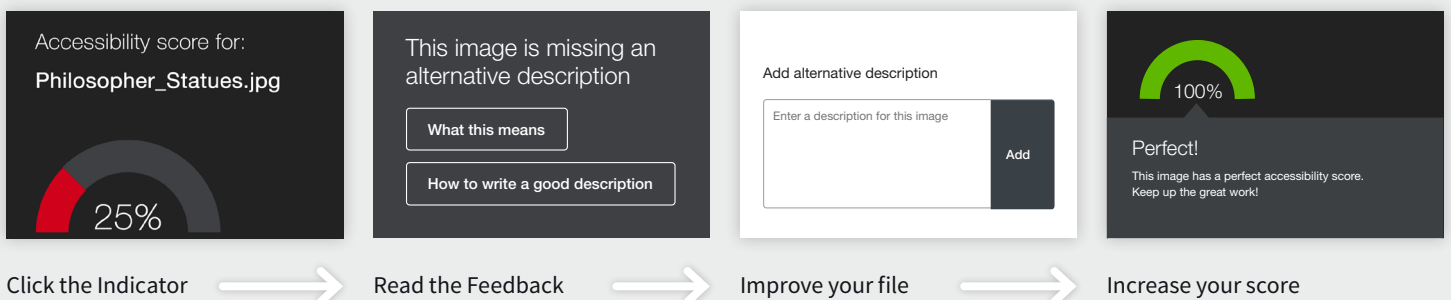 Accessibility score for:
Philosopher_Statues.jpg
25%
Click the Indicator
This image is missing an
alternative description
What this means
How to write a good description
Read the Feedback
Add alternative description
Enter a description for this image
Add
Improve your file
100%
Perfect!
This image has a perfect accessibility score.
Keep up the great work!
Increase your score